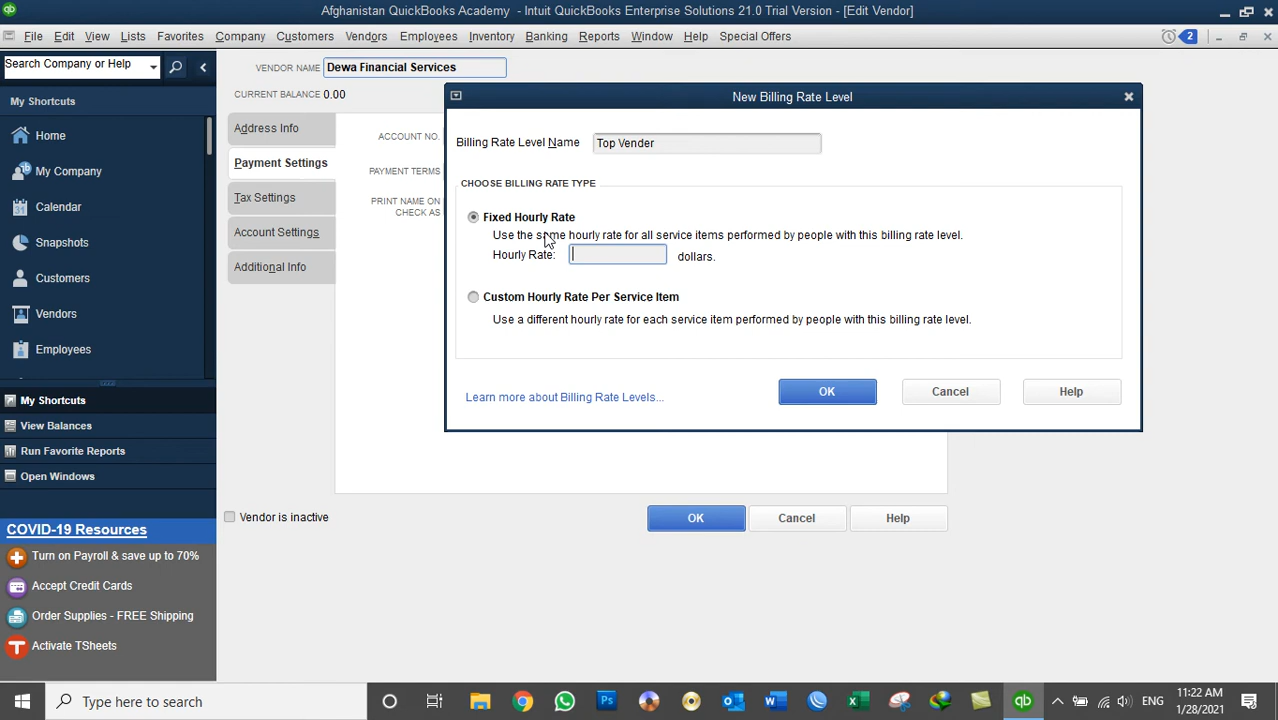 Afghanistan QuickBooks Academy - Intuit QuickBooks Enterprise Solutions 21.0 Trial Version - [Edit Vendor]
File Edit View Lists Favorites Company Customers Vendors Employees Inventory Banking Reports Window Help Special Offers 2
Search Company or Help
My Shortcuts
Home
My Company
Calendar
Snapshots
Customers
Vendors
Employees
My Shortcuts
View Balances
Run Favorite Reports
Open Windows
COVID-19 Resources
Turn on Payroll & save up to 70%
Accept Credit Cards
Order Supplies - FREE Shipping
Activate TSheets
VENDOR NAME Dewa Financial Services
CURRENT BALANCE 0.00
Address Info
Payment Settings
Tax Settings
Account Settings
Additional Info
ACCOUNT NO.
PAYMENT TERMS
PRINT NAME ON
CHECK AS
New Billing Rate Level
Billing Rate Level Name Top Vender
CHOOSE BILLING RATE TYPE
Fixed Hourly Rate
Use the same hourly rate for all service items performed by people with this billing rate level.
Hourly Rate: dollars.
Custom Hourly Rate Per Service Item
Use a different hourly rate for each service item performed by people with this billing rate level.
Learn more about Billing Rate Levels...
OK Cancel Help
Vendor is inactive
OK Cancel Help
Type here to search
ENG
11:22 AM
1/28/2021